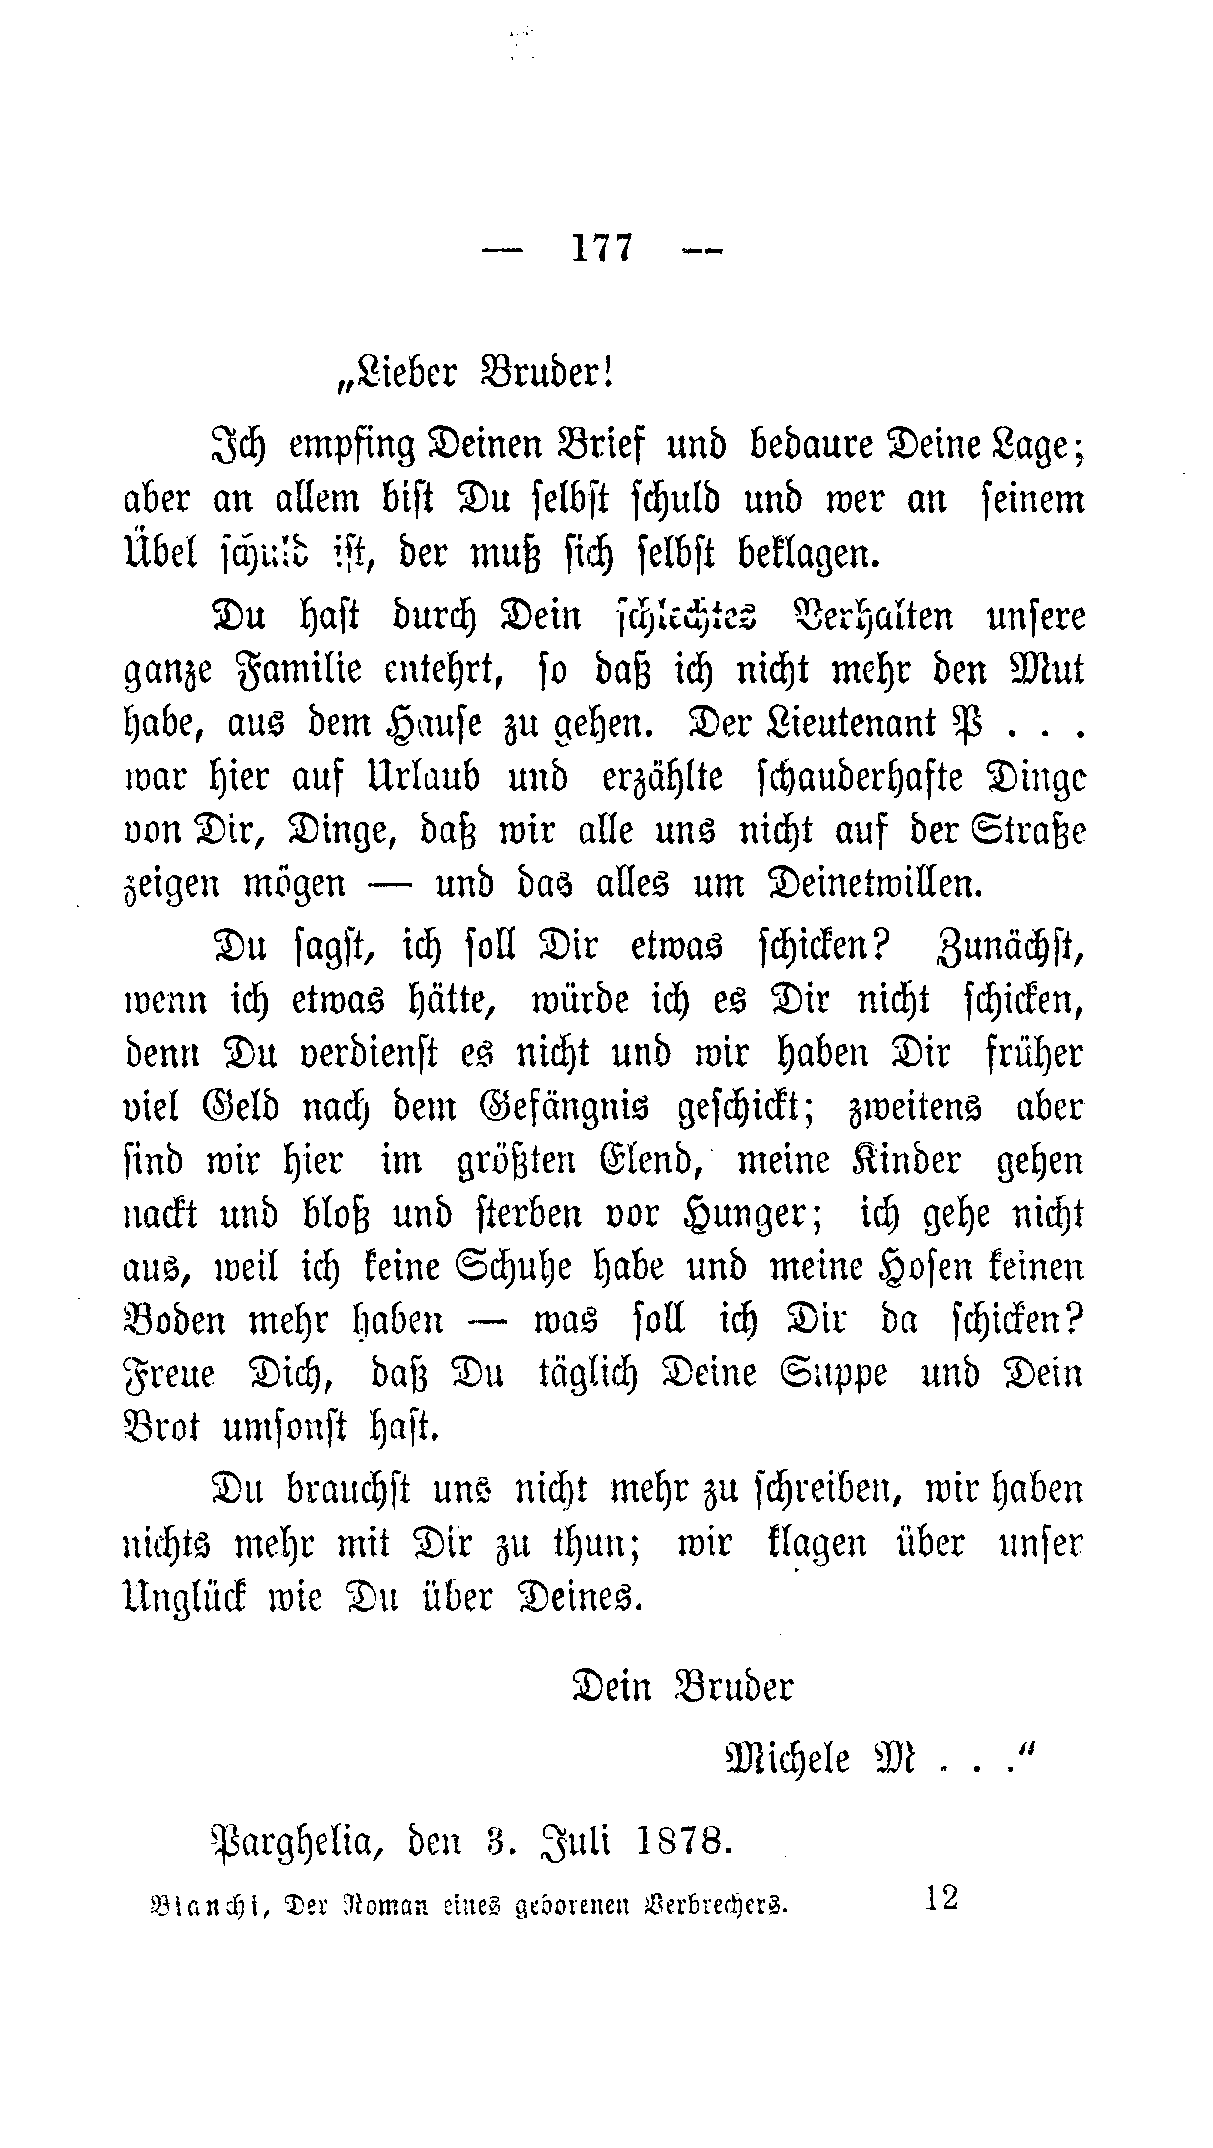 — 177 —
„Lieber Bruder!
Ich empfing Deinen Brief und bedaure Deine Lage;
aber an allem bist Du selbst schuld und wer an seinem
Übel schuld ist, der muß sich selbst beklagen.
Du hast durch Dein schlechtes Verhalten unsere
ganze Familie entehrt, so daß ich nicht mehr den Mut
habe, aus dem Hause zu gehen. Der Lieutenant P . . .
war hier auf Urlaub und erzählte schauderhafte Dinge
von Dir, Dinge, daß wir alle uns nicht auf der Straße
zeigen mögen — und das alles um Deinetwillen.
Du sagst, ich soll Dir etwas schicken? Zunächst,
wenn ich etwas hätte, würde ich es Dir nicht schicken,
denn Du verdienst es nicht und wir haben Dir früher
viel Geld nach dem Gefängnis geschickt; zweitens aber
sind wir hier im größten Elend, meine Kinder gehen
nackt und bloß und sterben vor Hunger; ich gehe nicht
aus, weil ich keine Schuhe habe und meine Hosen keinen
Boden mehr haben — was soll ich Dir da schicken?
Freue Dich, daß Du täglich Deine Suppe und Dein
Brot umsonst hast.
Du brauchst uns nicht mehr zu schreiben, wir haben
nichts mehr mit Dir zu thun; wir klagen über unser
Unglück wie Du über Deines.
Dein Bruder
Michele M . . .“
Parghelia, den 3. Juli 1878.
Bianchi, Der Roman eines geborenen Verbrechers. 12